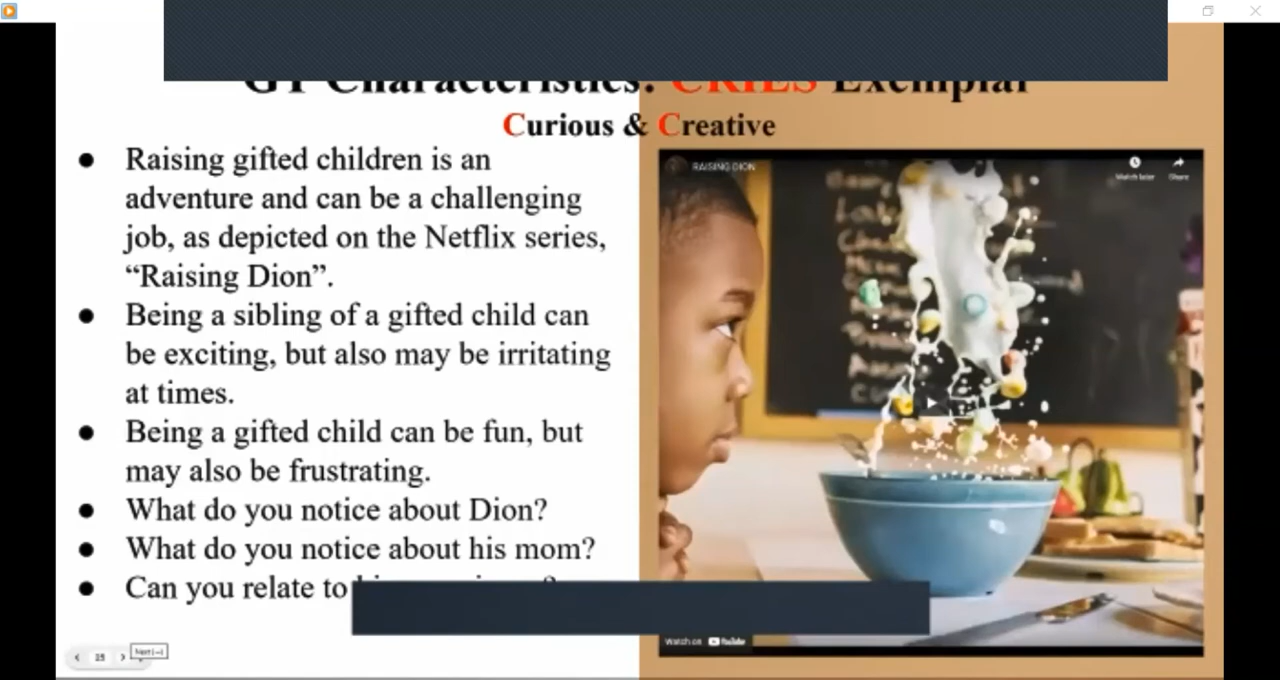 GT Characteristics: CRIES Exemplar
Curious & Creative
● Raising gifted children is an
adventure and can be a challenging
job, as depicted on the Netflix series,
“Raising Dion”.
● Being a sibling of a gifted child can
be exciting, but also may be irritating
at times.
● Being a gifted child can be fun, but
may also be frustrating.
● What do you notice about Dion?
● What do you notice about his mom?
● Can you relate to
RAISING DION
Watch later
Share
Watch on YouTube
Next